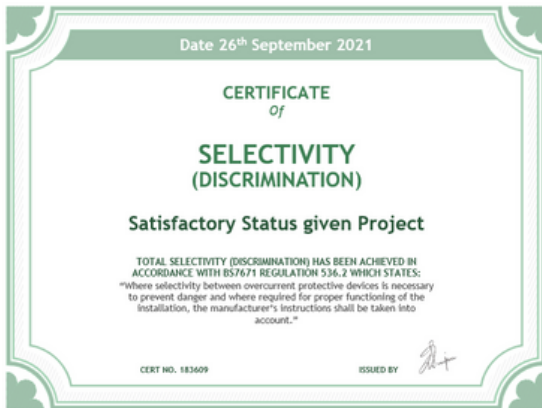 Date 26th September 2021
CERTIFICATE
Of
SELECTIVITY
(DISCRIMINATION)
Satisfactory Status given Project
TOTAL SELECTIVITY (DISCRIMINATION) HAS BEEN ACHIEVED IN
ACCORDANCE WITH BS7671 REGULATION 536.2 WHICH STATES:
"Where selectivity between overcurrent protective devices is necessary
to prevent danger and where required for proper functioning of the
installation, the manufacturer's instructions shall be taken into
account."
CERT NO. 183609
ISSUED BY